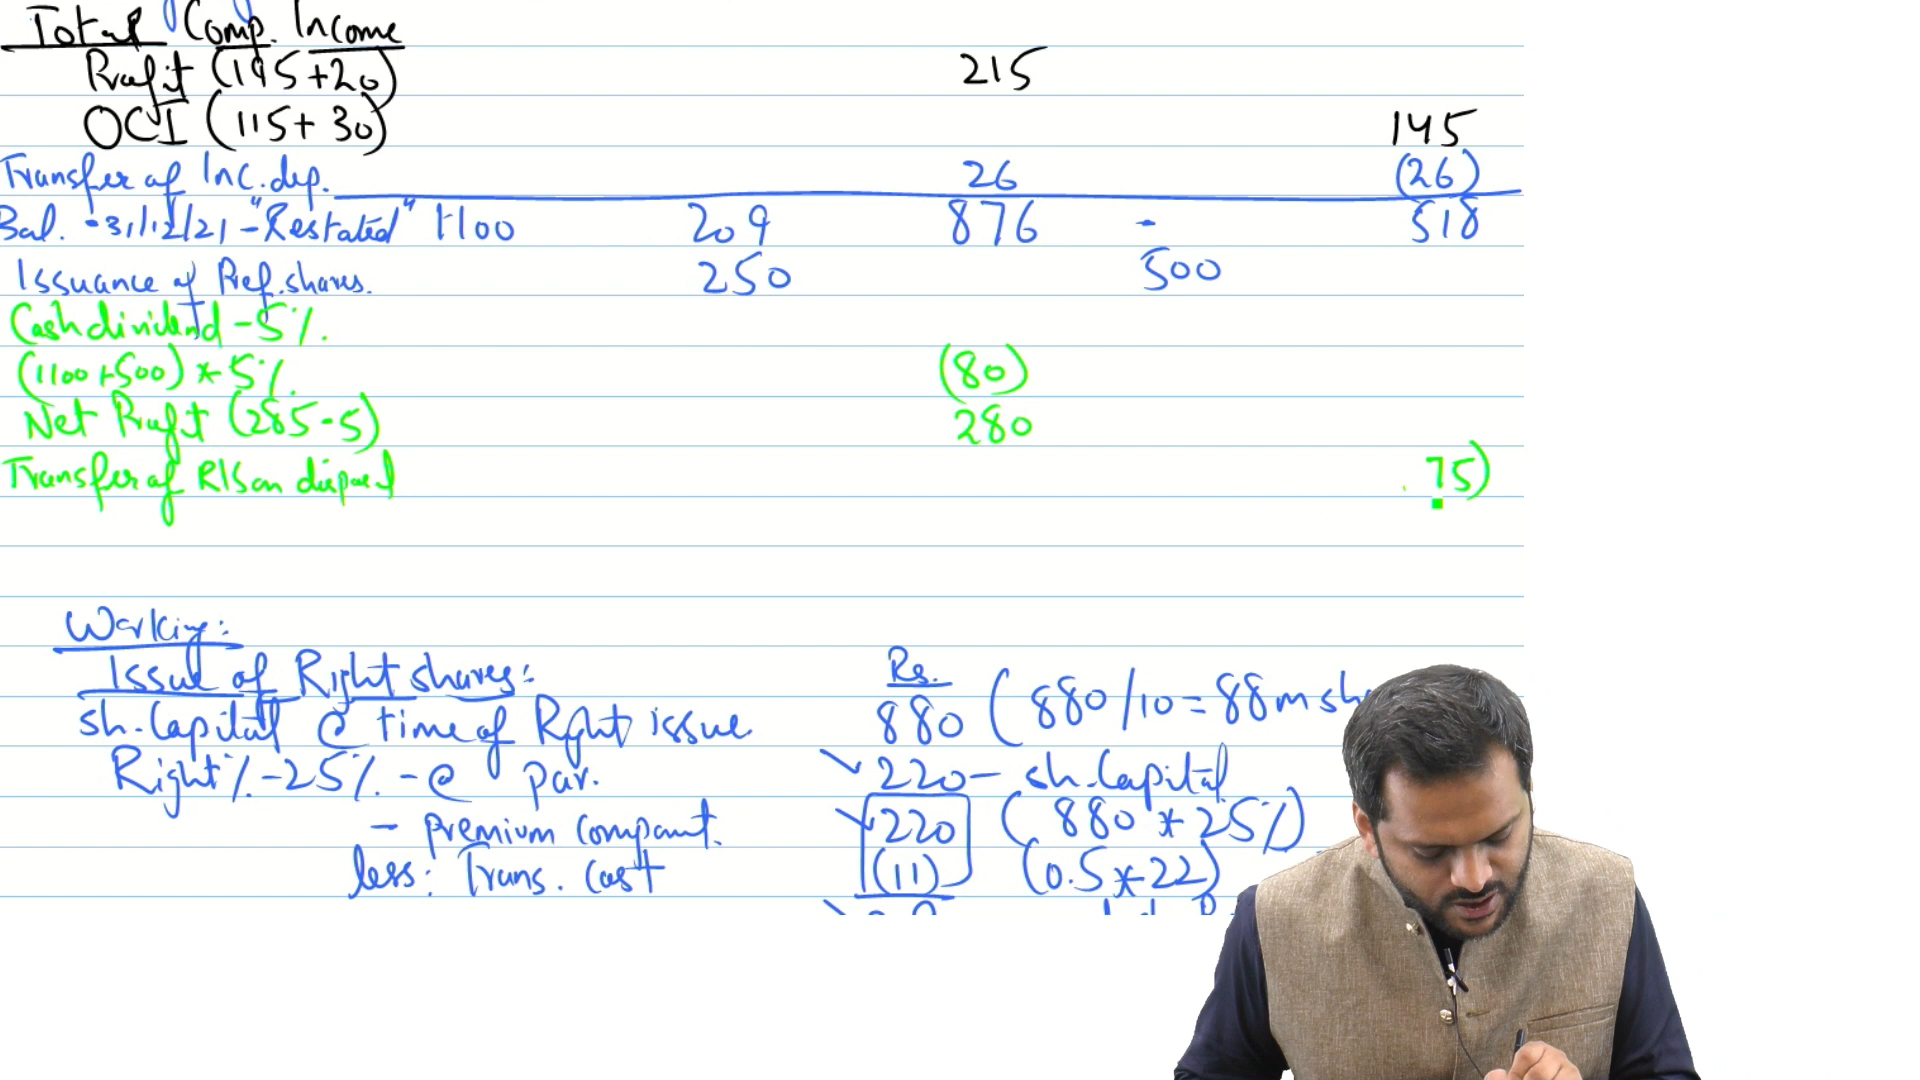 Total Comp. Income
Profit (195+20) 215
OCI (115+30) 145
Transfer of Inc. dep. 26 (26)
Bal. - 31/12/21 - "Restated" 1100 209 876 - 518
Issuance of Pref. shares. 250 500
Cash dividend - 5%.
(1100+500) * 5% (80)
Net Profit (285-5) 280
Transfer of R/S on disposal 75)
Working:
Issue of Right shares: Rs.
sh. Capital @ time of Right issue 880 (880/10 = 88m sh
Right % - 25% - @ par. 220 - sh. Capital
- premium compont. 220 (880 * 25%)
less: Trans. Cost (11) (0.5*22)